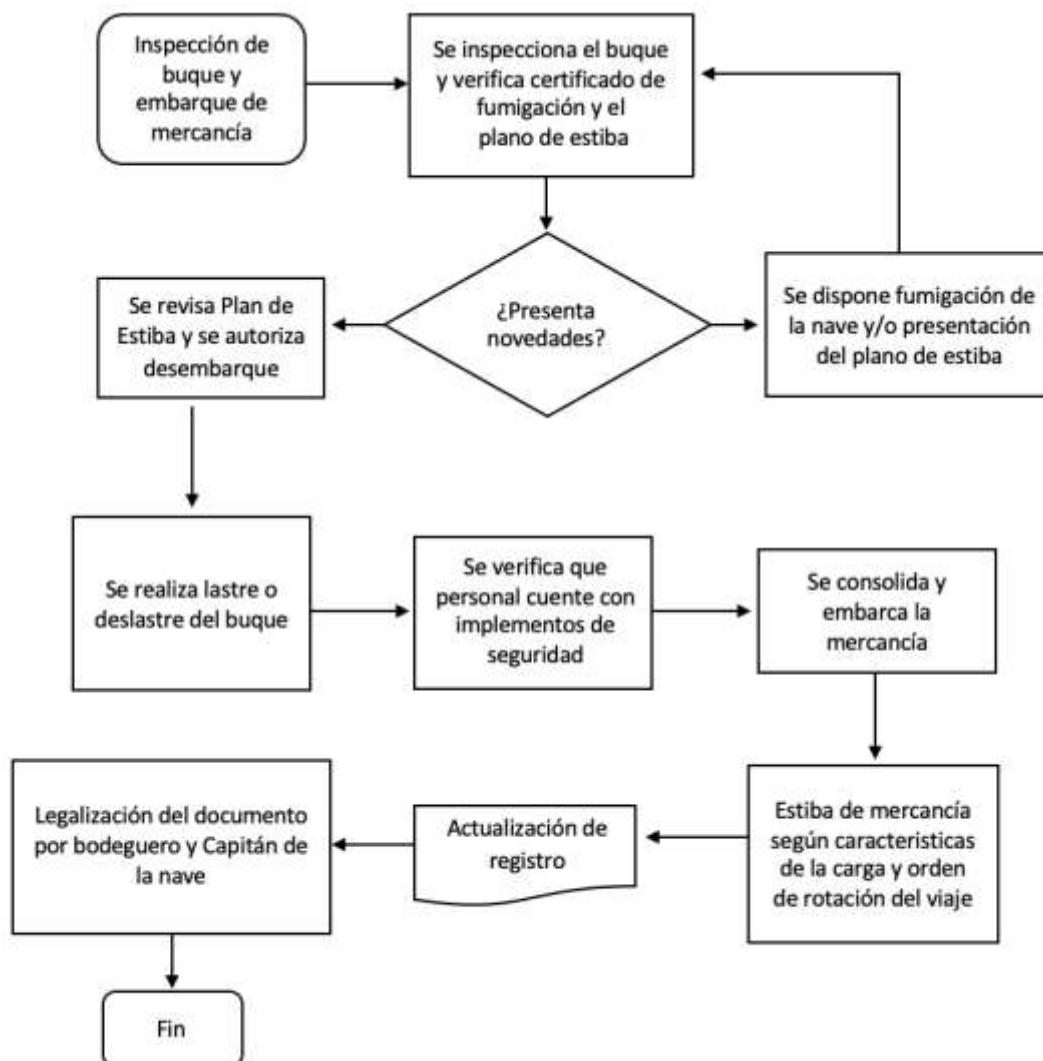 Inspección de
buque y
embarque de
mercancía
Se inspecciona el buque
y verifica certificado de
fumigación y el
plano de estiba
Se revisa Plan de
Estiba y se autoriza
desembarque
¿Presenta
novedades?
Se dispone fumigación de
la nave y/o presentación
del plano de estiba
Se realiza lastre o
deslastre del buque
Se verifica que
personal cuente con
implementos de
seguridad
Se consolida y
embarca la
mercancía
Estiba de mercancía
según caracteristicas
de la carga y orden
de rotación del viaje
Actualización de
registro
Legalización del documento
por bodeguero y Capitán de
la nave
Fin